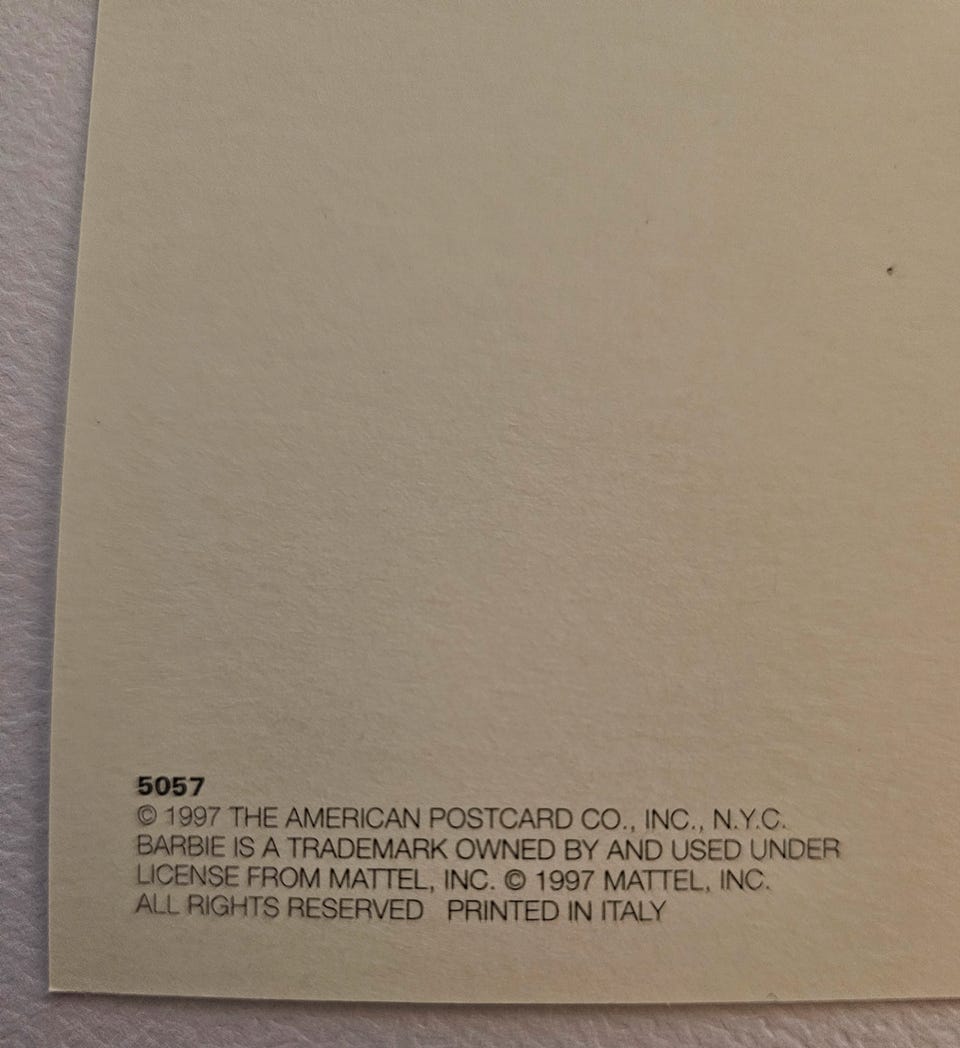 5057
© 1997 THE AMERICAN POSTCARD CO., INC., N.Y.C.
BARBIE IS A TRADEMARK OWNED BY AND USED UNDER
LICENSE FROM MATTEL, INC. © 1997 MATTEL, INC.
ALL RIGHTS RESERVED PRINTED IN ITALY